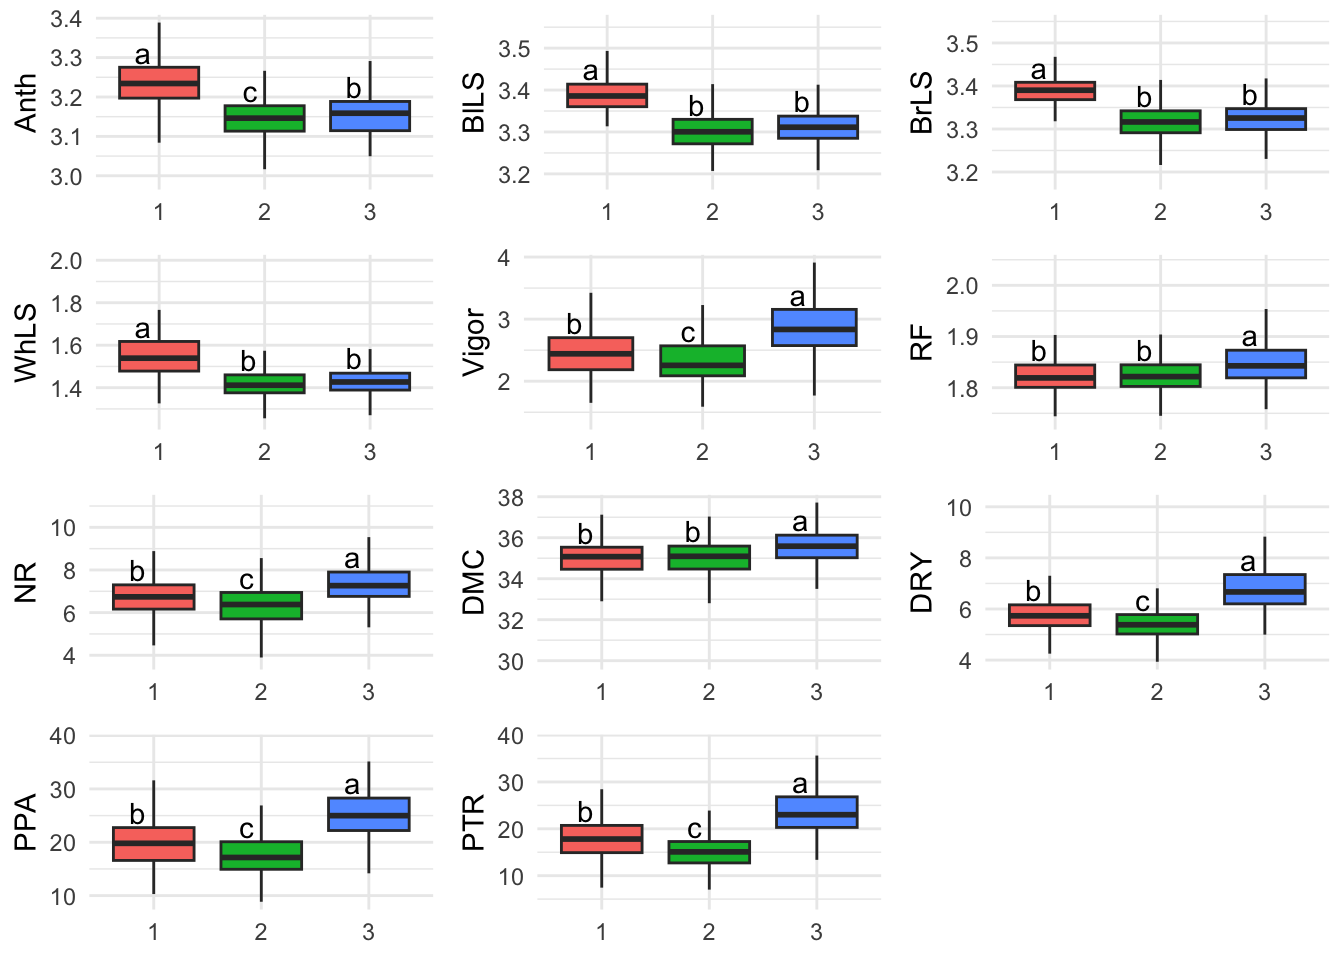 Anth
3.4
3.3
3.2
3.1
3.0
a
c
b
1 2 3
BlLS
3.5
3.4
3.3
3.2
a
b
b
1 2 3
BrLS
3.5
3.4
3.3
3.2
a
b
b
1 2 3
WhLS
2.0
1.8
1.6
1.4
a
b
b
1 2 3
Vigor
4
3
2
b
c
a
1 2 3
RF
2.0
1.9
1.8
b
b
a
1 2 3
NR
10
8
6
4
b
c
a
1 2 3
DMC
38
36
34
32
30
b
b
a
1 2 3
DRY
10
8
6
4
b
c
a
1 2 3
PPA
40
30
20
10
b
c
a
1 2 3
PTR
40
30
20
10
b
c
a
1 2 3